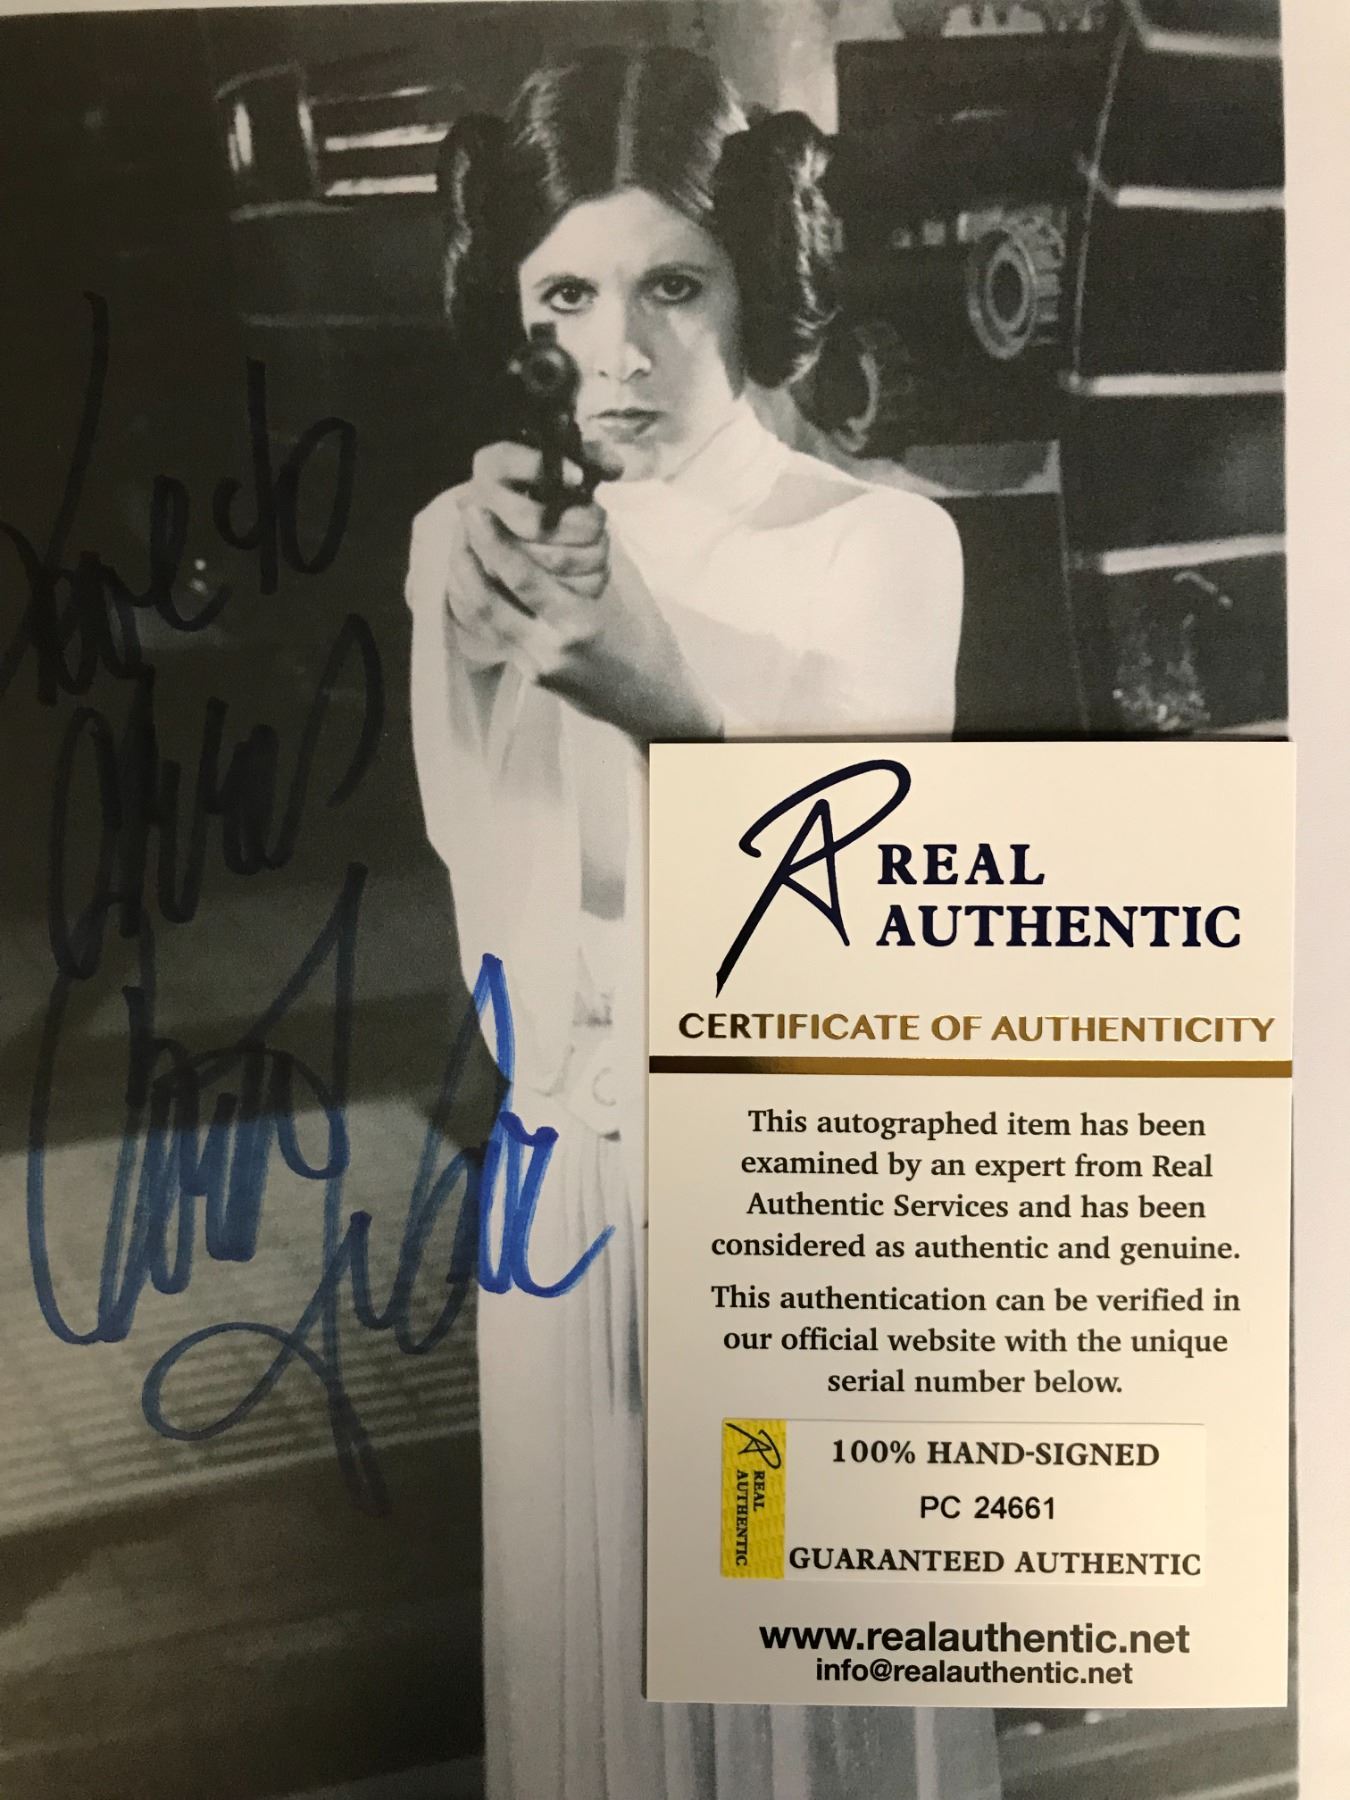 REAL
AUTHENTIC
CERTIFICATE OF AUTHENTICITY
This autographed item has been
examined by an expert from Real
Authentic Services and has been
considered as authentic and genuine.
This authentication can be verified in
our official website with the unique
serial number below.
REAL
AUTHENTIC
100% HAND-SIGNED
PC 24661
GUARANTEED AUTHENTIC
www.realauthentic.net
info@realauthentic.net